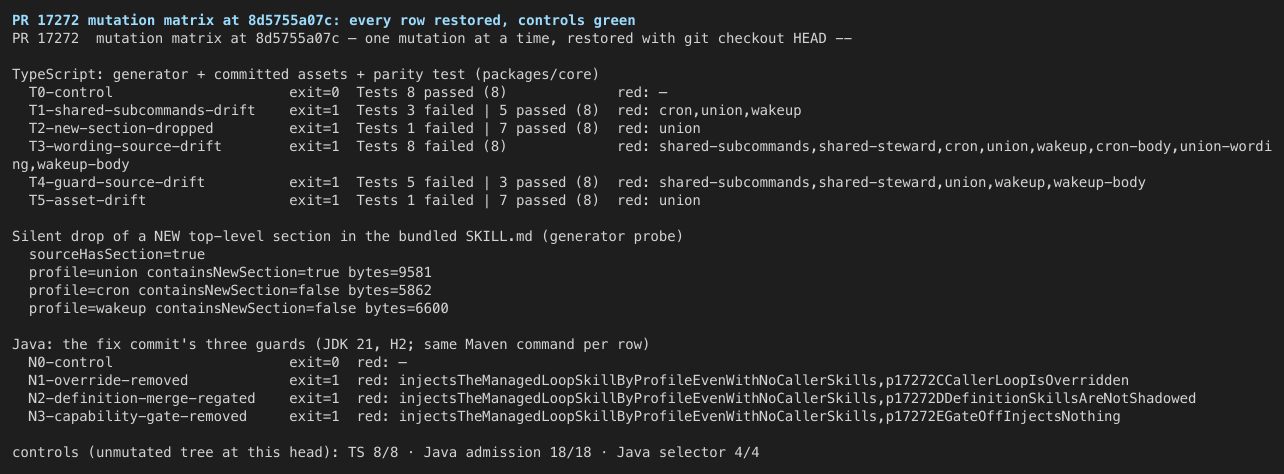 PR 17272 mutation matrix at 8d5755a07c: every row restored, controls green
PR 17272  mutation matrix at 8d5755a07c — one mutation at a time, restored with git checkout HEAD --
TypeScript: generator + committed assets + parity test (packages/core)
T0-control                     exit=0  Tests 8 passed (8)             red: —
T1-shared-subcommands-drift    exit=1  Tests 3 failed | 5 passed (8)  red: cron,union,wakeup
T2-new-section-dropped         exit=1  Tests 1 failed | 7 passed (8)  red: union
T3-wording-source-drift        exit=1  Tests 8 failed (8)             red: shared-subcommands,shared-steward,cron,union,wakeup,cron-body,union-wordi
ng,wakeup-body
T4-guard-source-drift          exit=1  Tests 5 failed | 3 passed (8)  red: shared-subcommands,shared-steward,union,wakeup,wakeup-body
T5-asset-drift                 exit=1  Tests 1 failed | 7 passed (8)  red: union
Silent drop of a NEW top-level section in the bundled SKILL.md (generator probe)
sourceHasSection=true
profile=union containsNewSection=true bytes=9581
profile=cron containsNewSection=false bytes=5862
profile=wakeup containsNewSection=false bytes=6600
Java: the fix commit's three guards (JDK 21, H2; same Maven command per row)
N0-control                     exit=0  red: —
N1-override-removed            exit=1  red: injectsTheManagedLoopSkillByProfileEvenWithNoCallerSkills,p17272CCallerLoopIsOverridden
N2-definition-merge-regated    exit=1  red: injectsTheManagedLoopSkillByProfileEvenWithNoCallerSkills,p17272DDefinitionSkillsAreNotShadowed
N3-capability-gate-removed     exit=1  red: injectsTheManagedLoopSkillByProfileEvenWithNoCallerSkills,p17272EGateOffInjectsNothing
controls (unmutated tree at this head): TS 8/8 · Java admission 18/18 · Java selector 4/4